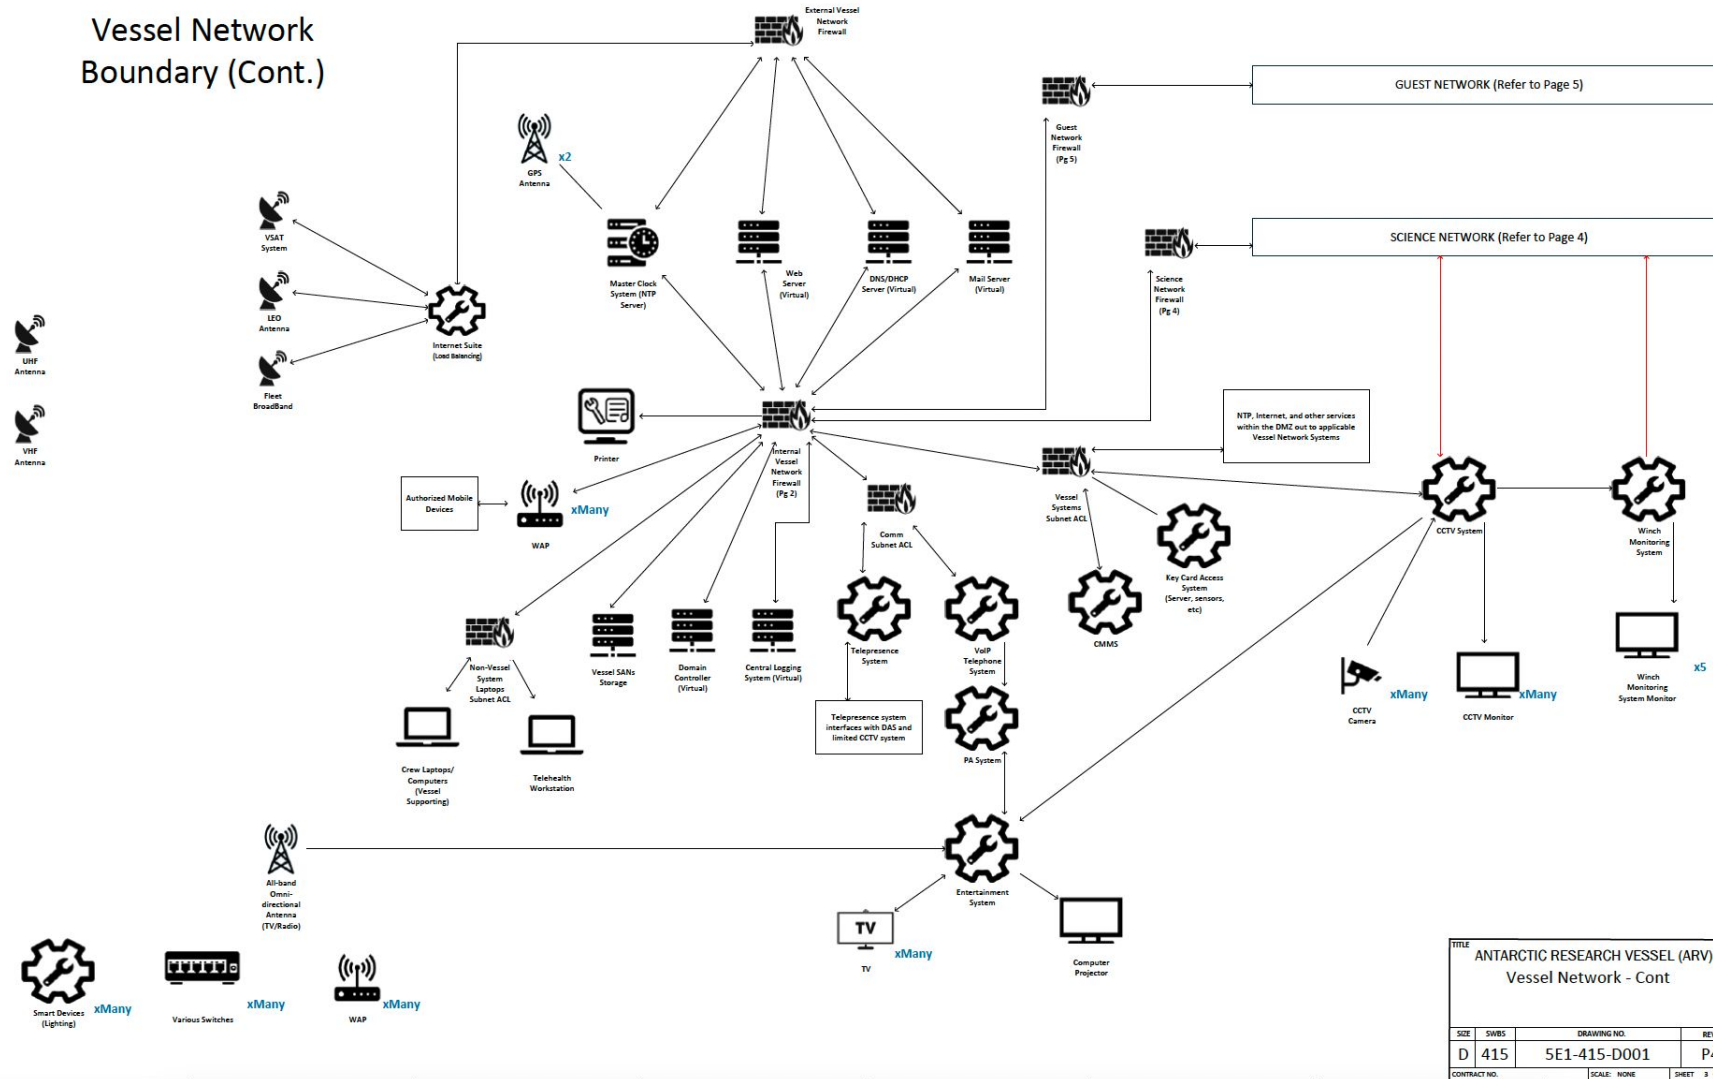 Vessel Network
Boundary (Cont.)
External Vessel
Network
Firewall
GUEST NETWORK (Refer to Page 5)
Guest
Network
Firewall
(Pg 5)
GPS
Antenna
x2
VSAT
System
LEO
Antenna
Fleet
BroadBand
UHF
Antenna
VHF
Antenna
Internet Suite
(Load Balancing)
Master Clock
System (NTP
Server)
Web
Server
(Virtual)
DNS/DHCP
Server (Virtual)
Mail Server
(Virtual)
SCIENCE NETWORK (Refer to Page 4)
Science
Network
Firewall
(Pg 4)
Printer
Internal
Vessel
Network
Firewall
(Pg 2)
NTP, Internet, and other services
within the DMZ out to applicable
Vessel Network Systems
Authorized Mobile
Devices
WAP
xMany
Comm
Subnet ACL
Vessel
Systems
Subnet ACL
Key Card Access
System
(Server, sensors,
etc)
CMMS
CCTV System
Winch
Monitoring
System
Non-Vessel
System
Laptops
Subnet ACL
Vessel SANs
Storage
Domain
Controller
(Virtual)
Central Logging
System (Virtual)
Telepresence
System
VoIP
Telephone
System
Telepresence system
interfaces with DAS and
limited CCTV system
PA System
CCTV
Camera
xMany
CCTV Monitor
xMany
Winch
Monitoring
System Monitor
x5
Crew Laptops/
Computers
(Vessel
Supporting)
Telehealth
Workstation
All-band
Omni-
directional
Antenna
(TV/Radio)
Entertainment
System
TV
TV
xMany
Computer
Projector
Smart Devices
(Lighting)
xMany
Various Switches
xMany
WAP
xMany
TITLE
ANTARCTIC RESEARCH VESSEL (ARV)
Vessel Network - Cont
SIZE SWBS DRAWING NO. REV
D 415 5E1-415-D001 P4
CONTRACT NO. SCALE: NONE SHEET 3